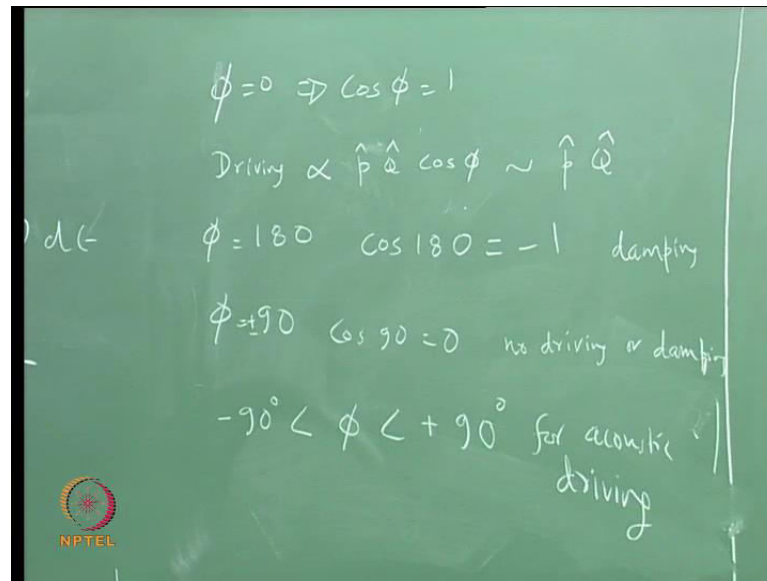 ϕ = 0 ⇒ cos ϕ = 1
Driving ∝ p̂ Q̂ cos ϕ ~ p̂ Q̂
) dt
ϕ = 180 cos 180 = -1 damping
ϕ = ±90 cos 90 = 0 no driving or damping
-90° < ϕ < +90° for acoustic
driving
NPTEL